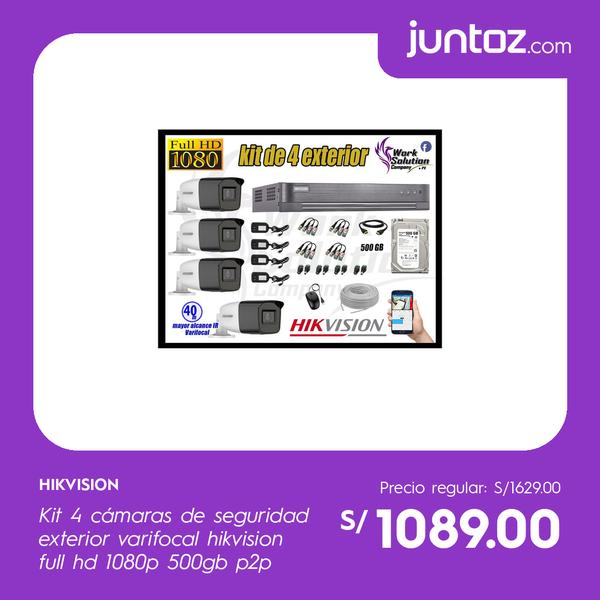 juntoz.com
Full HD
1080
kit de 4 exterior
Work
Solution
Company
500 GB
40
mayor alcance IR
Varifocal
HIKVISION
HIKVISION
Kit 4 cámaras de seguridad
exterior varifocal hikvision
full hd 1080p 500gb p2p
Precio regular: S/1629.00
S/1089.00